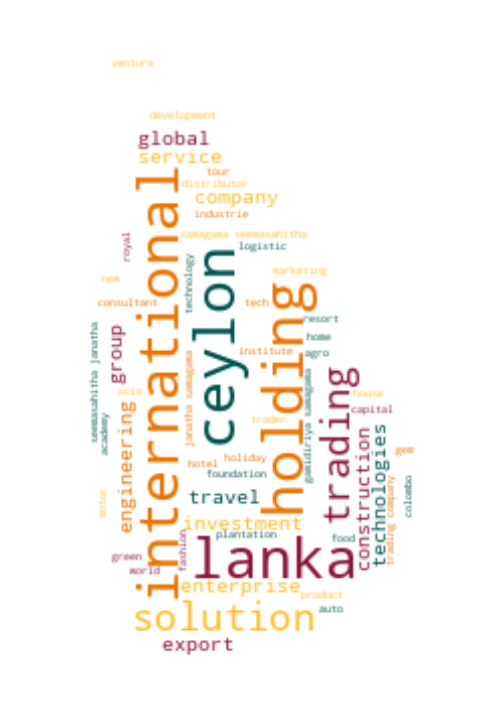 venture
development
global
service
tour
distributor
company
industrie
samagama seemasahitha
royal
logistic
international
ceylon
technology
marketing
new
holding
consultant
tech
resort
seemasahitha janatha
group
home
institute
agro
janatha samagama
gamidiriya samagama
trading
asia
house
engineering
academy
trader
capital
technologies
construction
gem
holiday
hotel
foundation
trading company
colombo
motor
travel
investment
plantation
food
fashion
lanka
green
world
enterprise
product
solution
auto
export